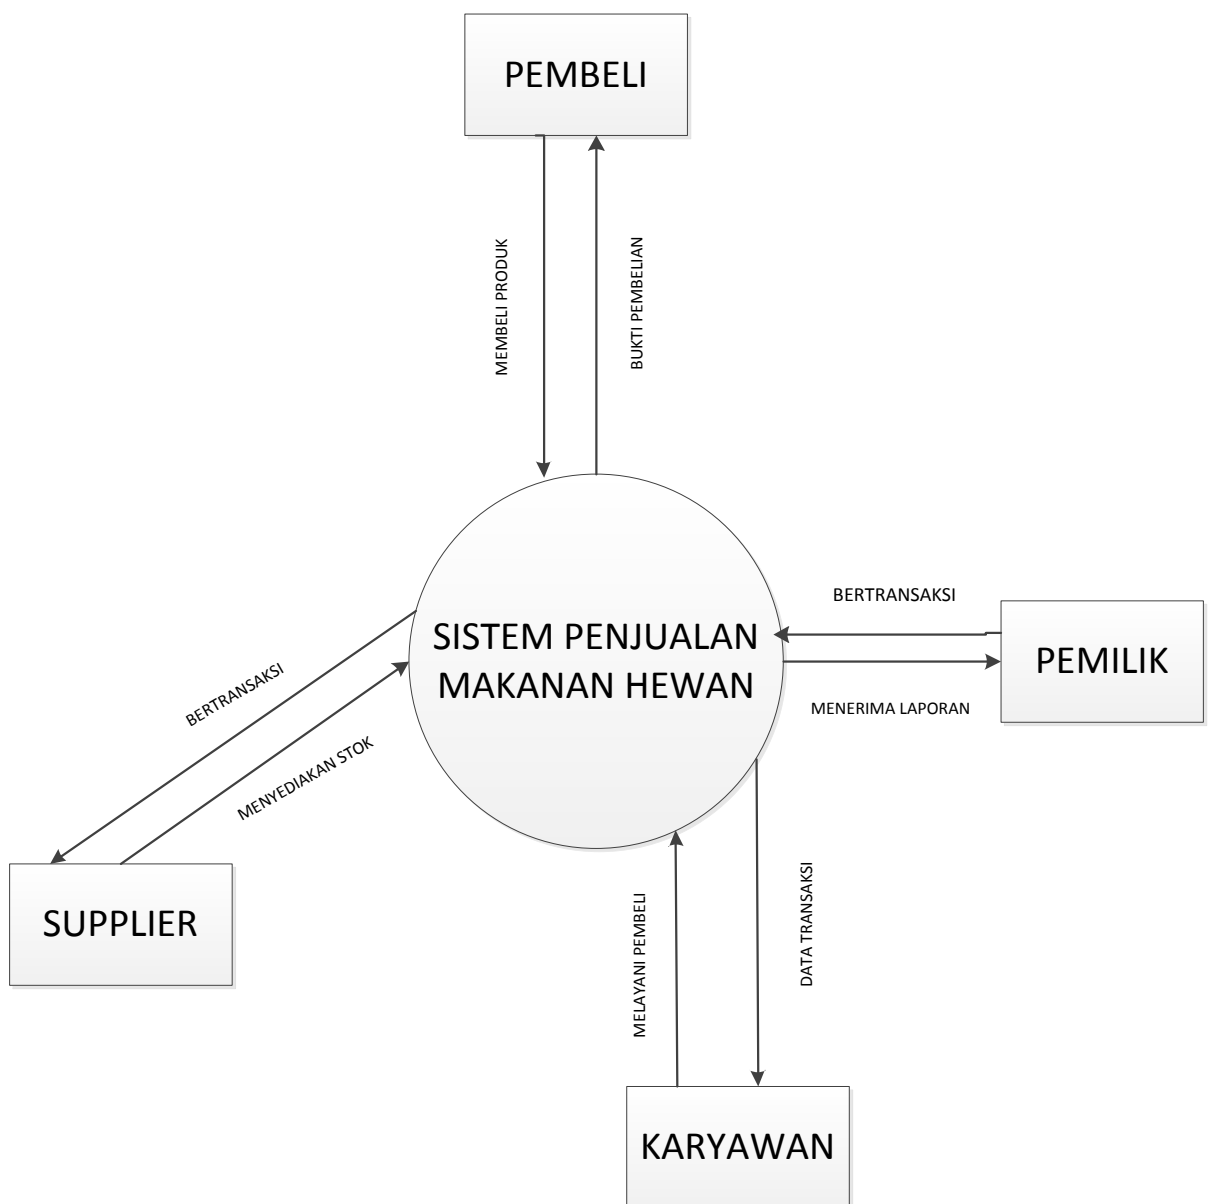 PEMBELI
MEMBELI PRODUK
BUKTI PEMBELIAN
BERTRANSAKSI
SISTEM PENJUALAN
MAKANAN HEWAN
PEMILIK
MENERIMA LAPORAN
BERTRANSAKSI
MENYEDIAKAN STOK
SUPPLIER
MELAYANI PEMBELI
DATA TRANSAKSI
KARYAWAN